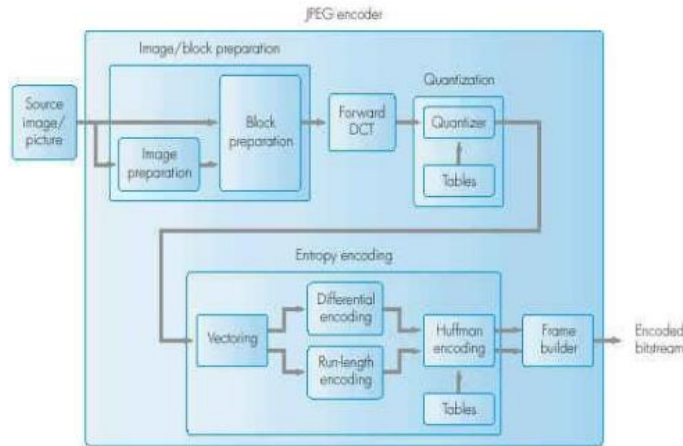 JPEG encoder
Image/block preparation
Source
image/
picture
Image
preparation
Block
preparation
Forward
DCT
Quantization
Quantizer
Tables
Entropy encoding
Vectoring
Differential
encoding
Run-length
encoding
Huffman
encoding
Tables
Frame
builder
Encoded
bitstream